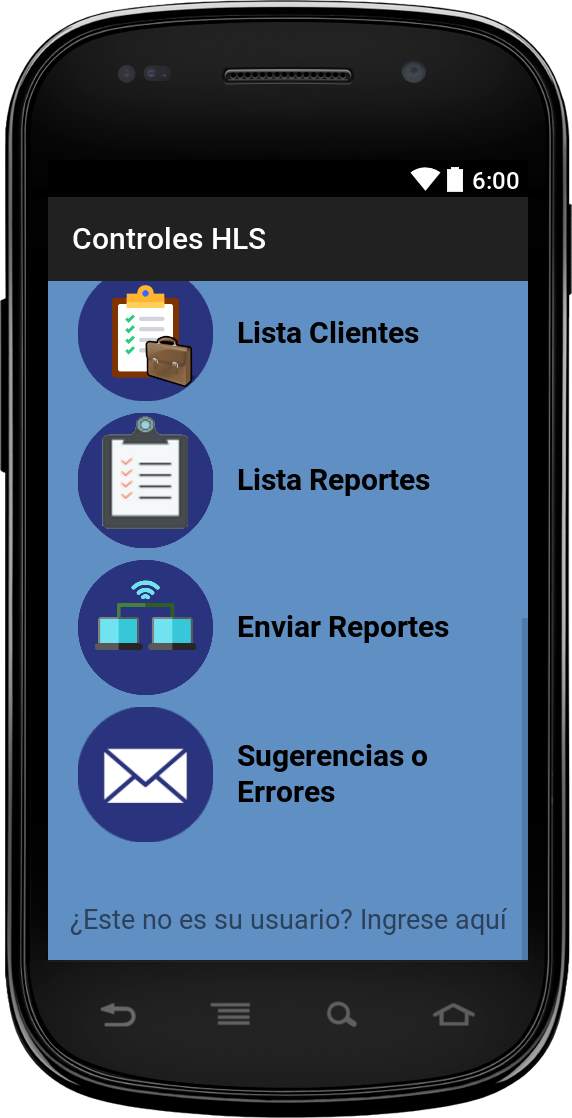 6:00
Controles HLS
Lista Clientes
Lista Reportes
Enviar Reportes
Sugerencias o
Errores
¿Este no es su usuario? Ingrese aquí